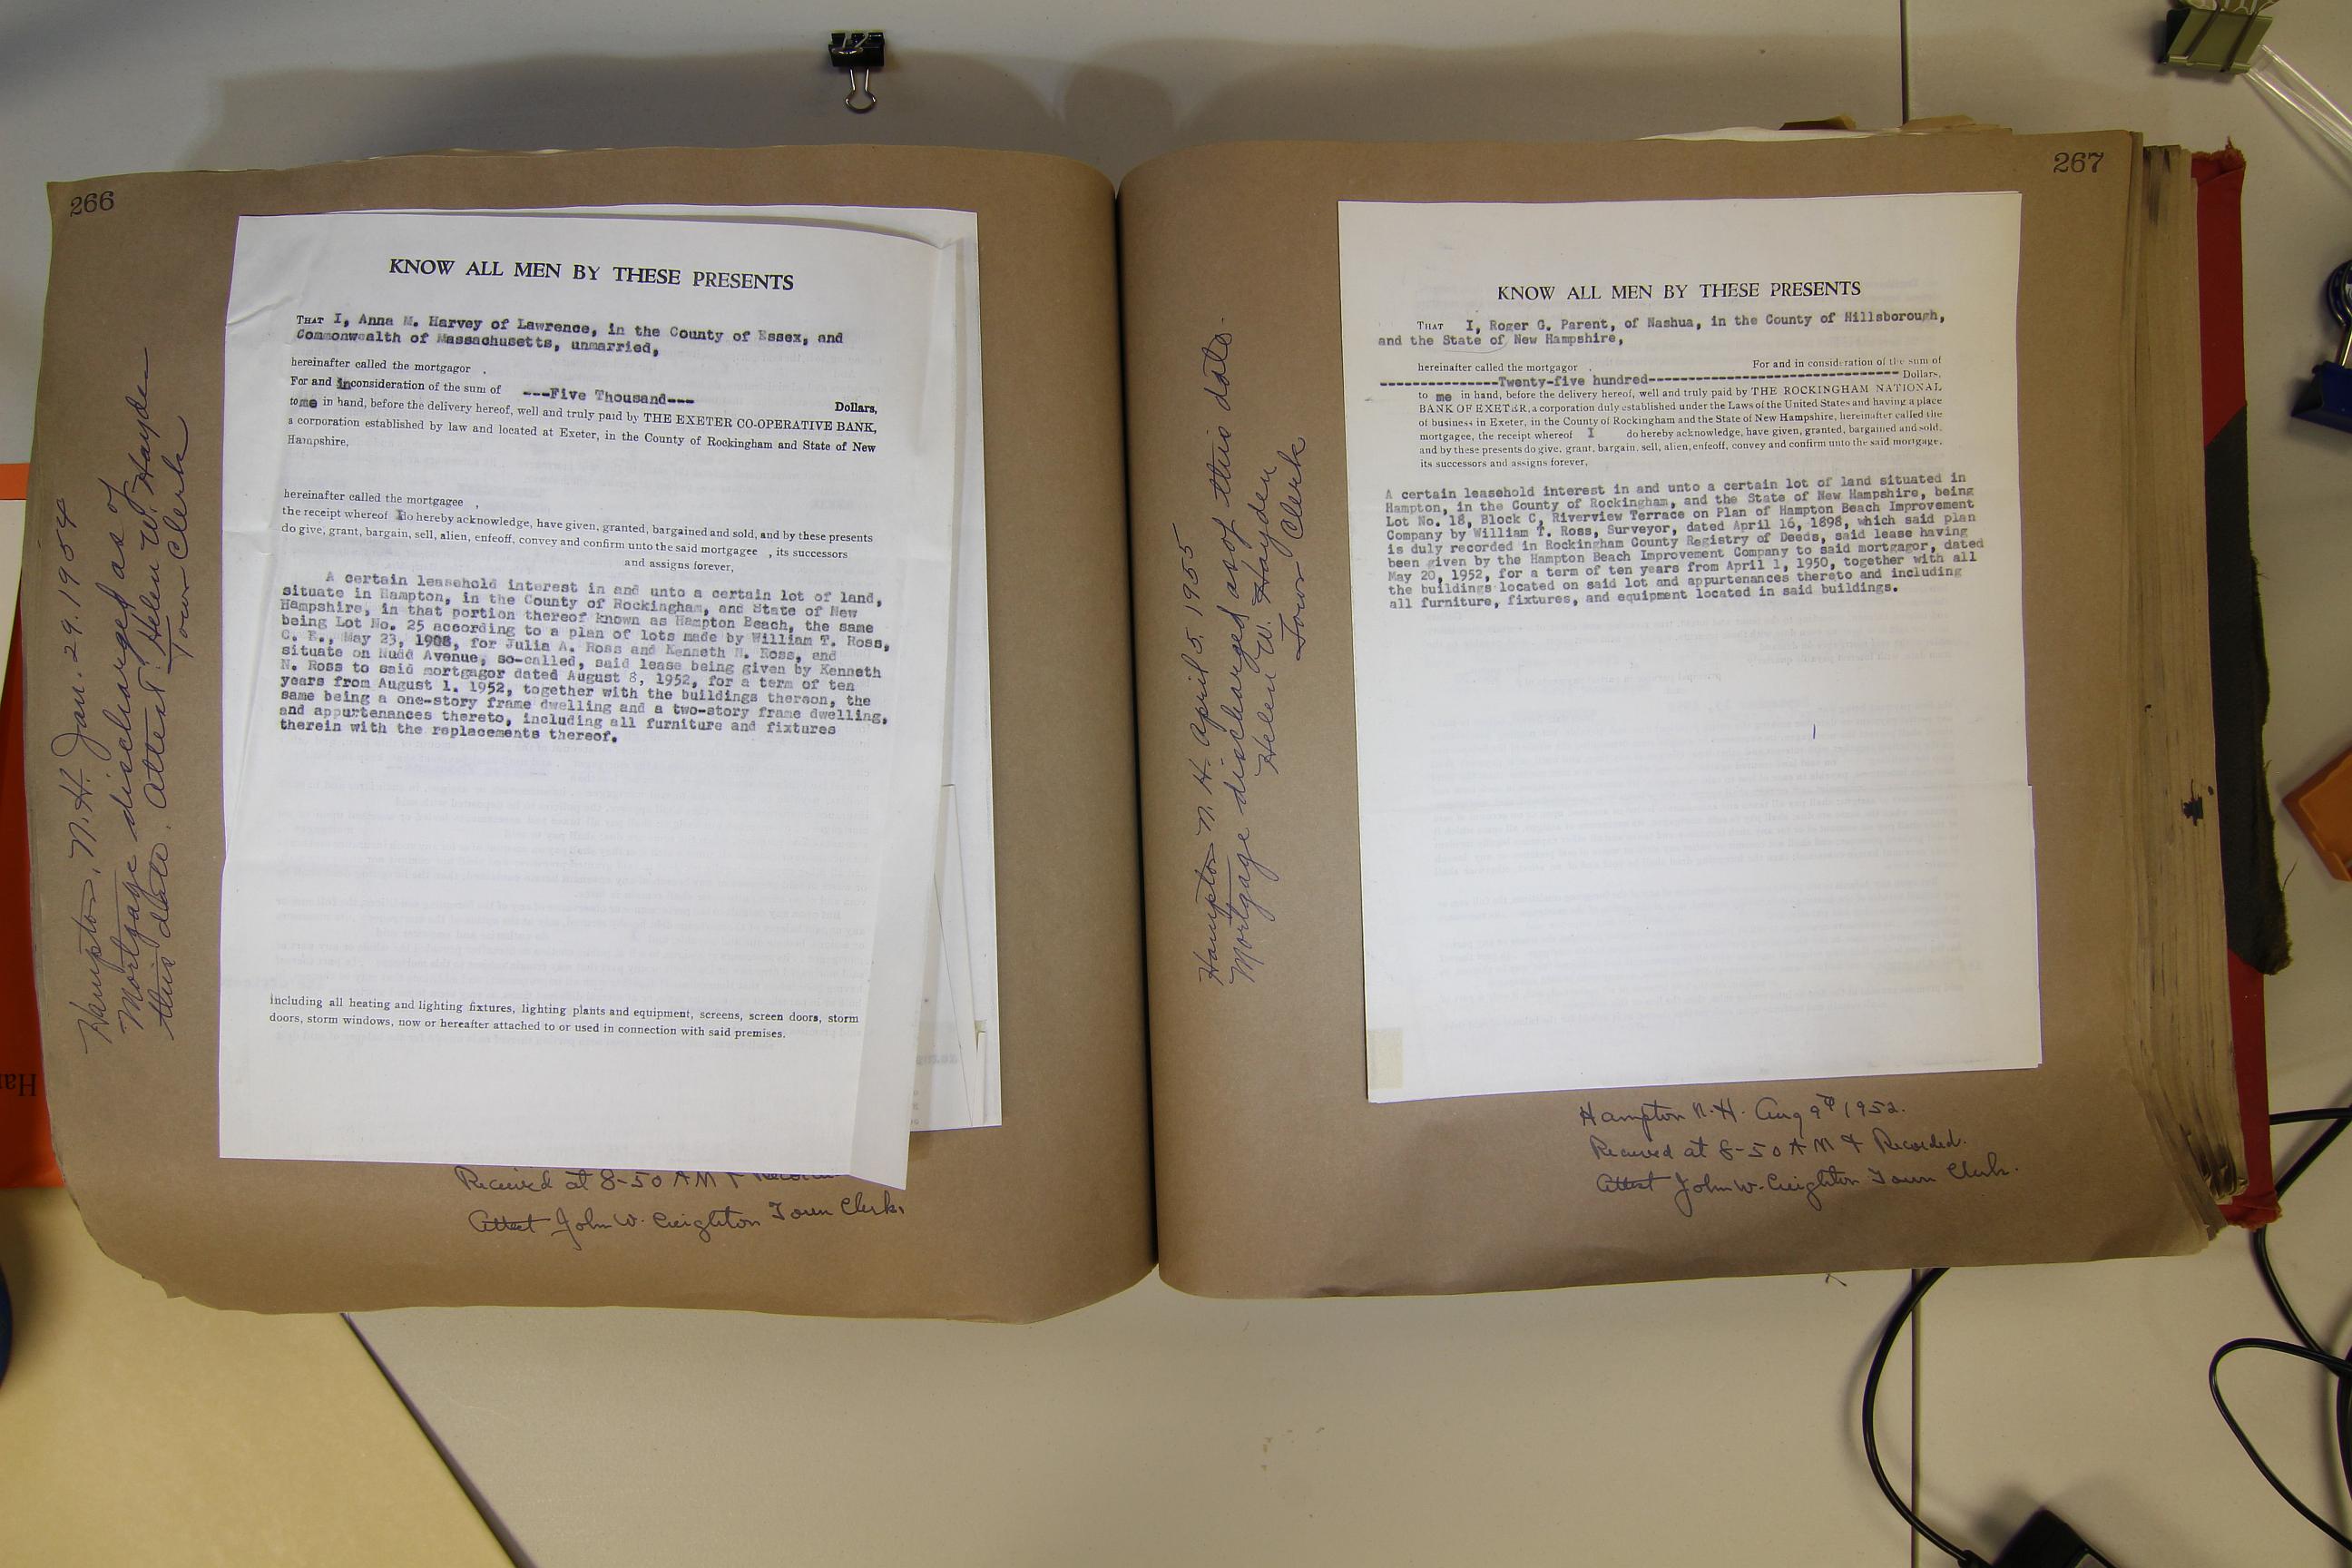 266
KNOW ALL MEN BY THESE PRESENTS
THAT I, Anna M. Harvey of Lawrence, in the County of Essex, and
Commonwealth of Massachusetts, unmarried,
hereinafter called the mortgagor ,
For and inconsideration of the sum of ---Five Thousand--- Dollars,
to me in hand, before the delivery hereof, well and truly paid by THE EXETER CO-OPERATIVE BANK,
a corporation established by law and located at Exeter, in the County of Rockingham and State of New
Hampshire,
hereinafter called the mortgagee ,
the receipt whereof I do hereby acknowledge, have given, granted, bargained and sold, and by these presents
do give, grant, bargain, sell, alien, enfeoff, convey and confirm unto the said mortgagee , its successors
and assigns forever,
A certain leasehold interest in and unto a certain lot of land,
situate in Hampton, in the County of Rockingham, and State of New
Hampshire, in that portion thereof known as Hampton Beach, the same
being Lot No. 25 according to a plan of lots made by William T. Ross,
C. E., May 23, 1908, for Julia A. Ross and Kenneth N. Ross, and
situate on Nudd Avenue, so-called, said lease being given by Kenneth
N. Ross to said mortgagor dated August 8, 1952, for a term of ten
years from August 1. 1952, together with the buildings thereon, the
same being a one-story frame dwelling and a two-story frame dwelling,
and appurtenances thereto, including all furniture and fixtures
therein with the replacements thereof.
including all heating and lighting fixtures, lighting plants and equipment, screens, screen doors, storm
doors, storm windows, now or hereafter attached to or used in connection with said premises.
Received at 8-50 AM & Recorded
Attest John W. Creighton Town Clerk.
Hampton, N.H. Jan. 29. 1954
Mortgage discharged as of
this date. Attest: Helen W. Hayden
Town Clerk
267
KNOW ALL MEN BY THESE PRESENTS
THAT I, Roger G. Parent, of Nashua, in the County of Hillsborough,
and the State of New Hampshire,
hereinafter called the mortgagor . For and in consideration of the sum of
---------------Twenty-five hundred-------------------------------- Dollars,
to me in hand, before the delivery hereof, well and truly paid by THE ROCKINGHAM NATIONAL
BANK OF EXETER, a corporation duly established under the Laws of the United States and having a place
of business in Exeter, in the County of Rockingham and the State of New Hampshire, hereinafter called the
mortgagee, the receipt whereof I do hereby acknowledge, have given, granted, bargained and sold,
and by these presents do give, grant, bargain, sell, alien, enfeoff, convey and confirm unto the said mortgage,
its successors and assigns forever,
A certain leasehold interest in and unto a certain lot of land situated in
Hampton, in the County of Rockingham, and the State of New Hampshire, being
Lot No. 18, Block C, Riverview Terrace on Plan of Hampton Beach Improvement
Company by William T. Ross, Surveyor, dated April 16, 1898, which said plan
is duly recorded in Rockingham County Registry of Deeds, said lease having
been given by the Hampton Beach Improvement Company to said mortgagor, dated
May 20, 1952, for a term of ten years from April 1, 1950, together with all
the buildings located on said lot and appurtenances thereto and including
all furniture, fixtures, and equipment located in said buildings.
Hampton N. H. April 5, 1955
Mortgage discharged as of this date.
Helen W. Hayden
Town Clerk
Hampton N.H. Aug 9th 1952.
Received at 8-50 AM & Recorded.
Attest John W. Creighton Town Clerk.